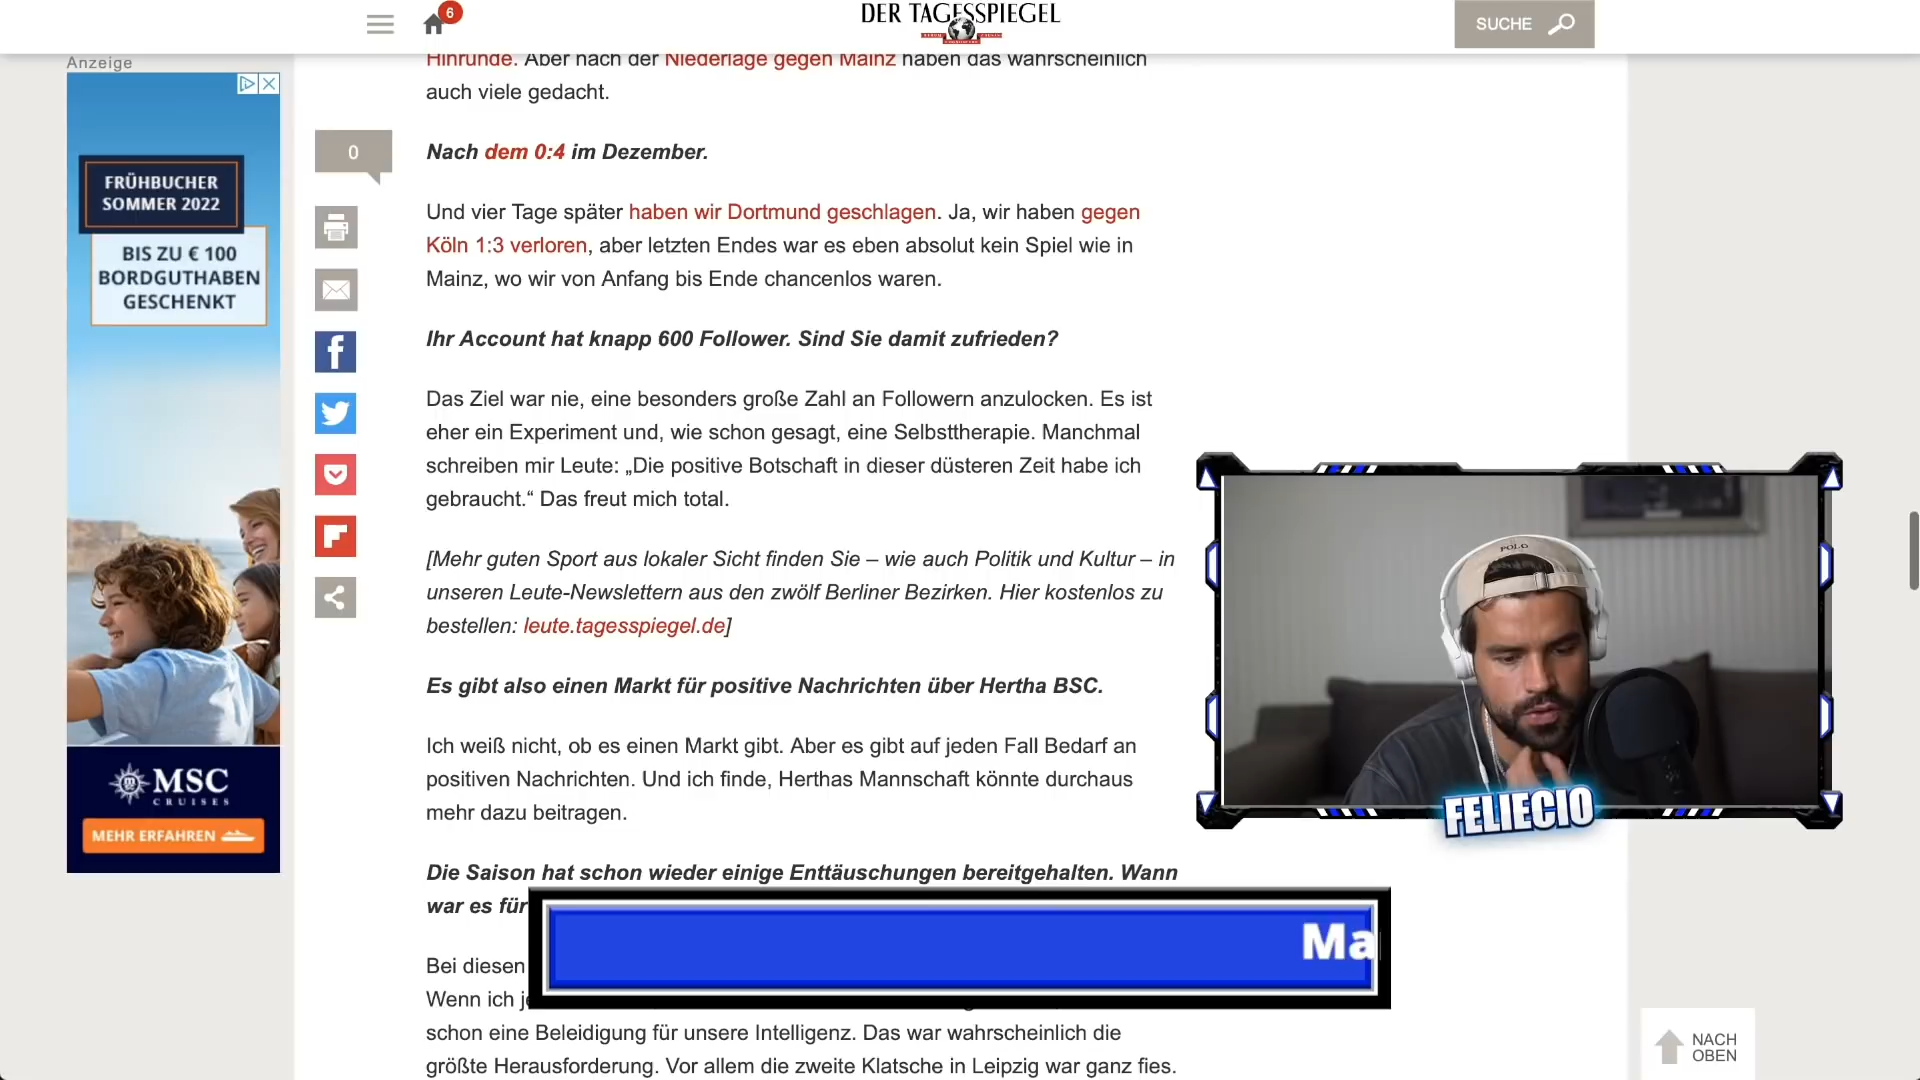 6
DER TAGESSPIEGEL
SUCHE
Anzeige
FRÜHBUCHER
SOMMER 2022
BIS ZU € 100
BORDGUTHABEN
GESCHENKT
MSC
CRUISES
MEHR ERFAHREN
0
Hinrunde. Aber nach der Niederlage gegen Mainz haben das wahrscheinlich
auch viele gedacht.
Nach dem 0:4 im Dezember.
Und vier Tage später haben wir Dortmund geschlagen. Ja, wir haben gegen
Köln 1:3 verloren, aber letzten Endes war es eben absolut kein Spiel wie in
Mainz, wo wir von Anfang bis Ende chancenlos waren.
Ihr Account hat knapp 600 Follower. Sind Sie damit zufrieden?
Das Ziel war nie, eine besonders große Zahl an Followern anzulocken. Es ist
eher ein Experiment und, wie schon gesagt, eine Selbsttherapie. Manchmal
schreiben mir Leute: „Die positive Botschaft in dieser düsteren Zeit habe ich
gebraucht.“ Das freut mich total.
[Mehr guten Sport aus lokaler Sicht finden Sie – wie auch Politik und Kultur – in
unseren Leute-Newslettern aus den zwölf Berliner Bezirken. Hier kostenlos zu
bestellen: leute.tagesspiegel.de]
Es gibt also einen Markt für positive Nachrichten über Hertha BSC.
Ich weiß nicht, ob es einen Markt gibt. Aber es gibt auf jeden Fall Bedarf an
positiven Nachrichten. Und ich finde, Herthas Mannschaft könnte durchaus
mehr dazu beitragen.
Die Saison hat schon wieder einige Enttäuschungen bereitgehalten. Wann
war es für
Bei diesen
Wenn ich
schon eine Beleidigung für unsere Intelligenz. Das war wahrscheinlich die
größte Herausforderung. Vor allem die zweite Klatsche in Leipzig war ganz fies.
POLO
FELIECIO
Ma
NACH
OBEN